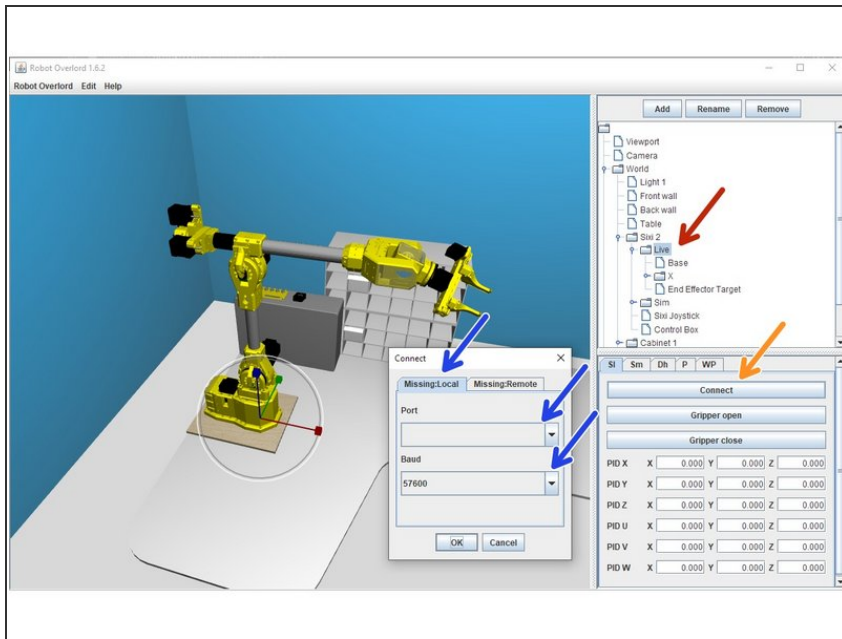 Robot Overlord 1.6.2
Robot Overlord Edit Help
Add Rename Remove
Viewport
Camera
World
Light 1
Front wall
Back wall
Table
Sixi 2
Live
Base
X
End Effector Target
Sim
Sixi Joystick
Control Box
Cabinet 1
Connect
Missing:Local Missing:Remote
Port
Baud
57600
OK Cancel
Sl Sm Dh P WP
Connect
Gripper open
Gripper close
PID X X 0.000 Y 0.000 Z 0.000
PID Y X 0.000 Y 0.000 Z 0.000
PID Z X 0.000 Y 0.000 Z 0.000
PID U X 0.000 Y 0.000 Z 0.000
PID V X 0.000 Y 0.000 Z 0.000
PID W X 0.000 Y 0.000 Z 0.000